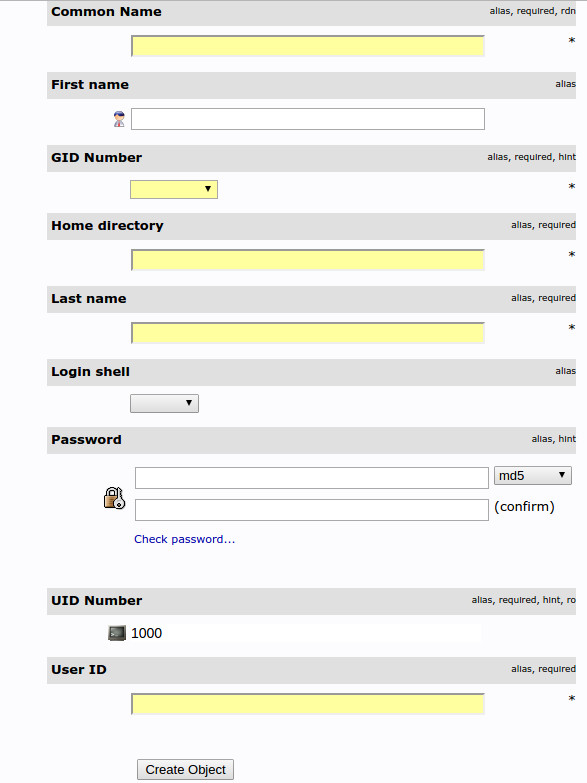 Common Name alias, required, rdn
*
First name alias
GID Number alias, required, hint
*
Home directory alias, required
*
Last name alias, required
*
Login shell alias
Password alias, hint
md5
(confirm)
Check password...
UID Number alias, required, hint, ro
1000
User ID alias, required
*
Create Object